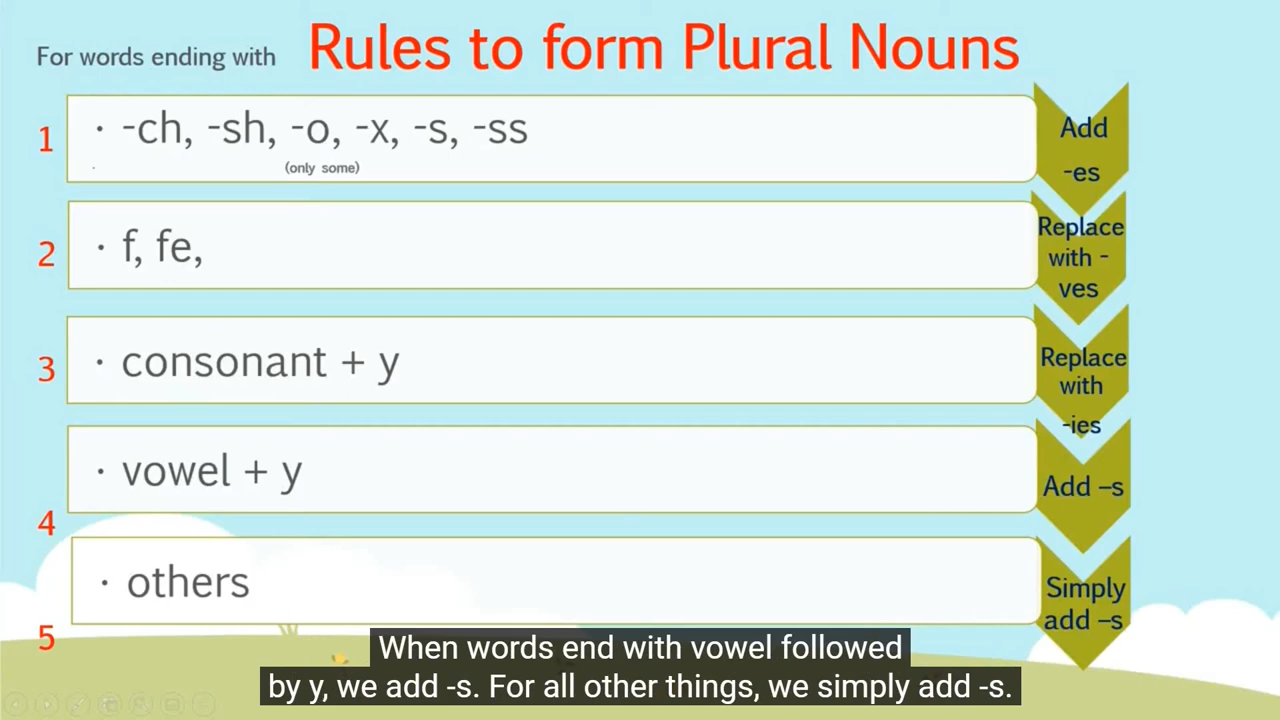 For words ending with
Rules to form Plural Nouns
1
· -ch, -sh, -o, -x, -s, -ss
(only some)
Add
-es
2
· f, fe,
Replace
with -
ves
3
· consonant + y
Replace
with
-ies
4
· vowel + y
Add –s
5
· others
Simply
add –s
When words end with vowel followed
by y, we add -s. For all other things, we simply add -s.